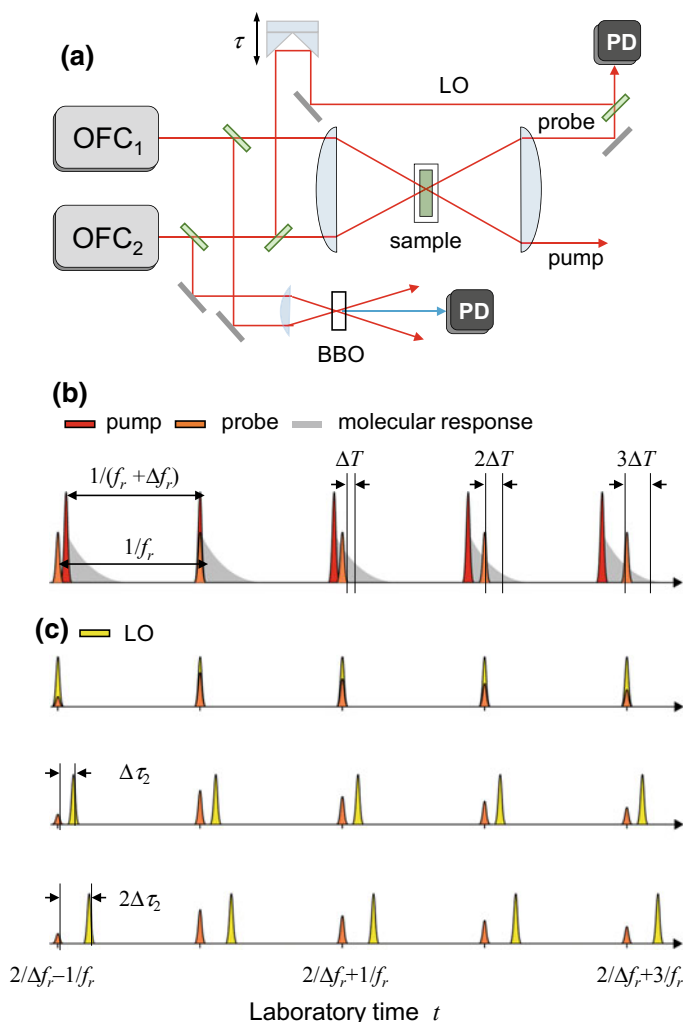 (a)
τ
PD
LO
OFC₁
probe
OFC₂
sample
pump
PD
BBO
(b)
pump probe molecular response
1/(fᵣ + Δfᵣ)
ΔT 2ΔT 3ΔT
1/fᵣ
(c) LO
Δτ₂
2Δτ₂
2/Δfᵣ–1/fᵣ 2/Δfᵣ+1/fᵣ 2/Δfᵣ+3/fᵣ
Laboratory time t